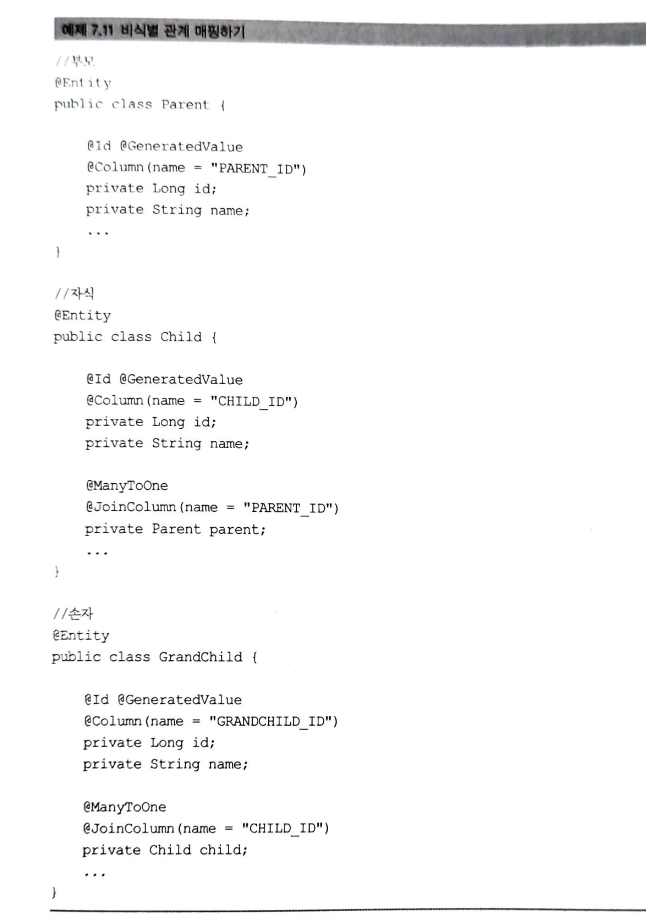 예제 7.11 비식별 관계 매핑하기
//부모
@Entity
public class Parent {
@Id @GeneratedValue
@Column(name = "PARENT_ID")
private Long id;
private String name;
...
}
//자식
@Entity
public class Child {
@Id @GeneratedValue
@Column(name = "CHILD_ID")
private Long id;
private String name;
@ManyToOne
@JoinColumn(name = "PARENT_ID")
private Parent parent;
...
}
//손자
@Entity
public class GrandChild {
@Id @GeneratedValue
@Column(name = "GRANDCHILD_ID")
private Long id;
private String name;
@ManyToOne
@JoinColumn(name = "CHILD_ID")
private Child child;
...
}